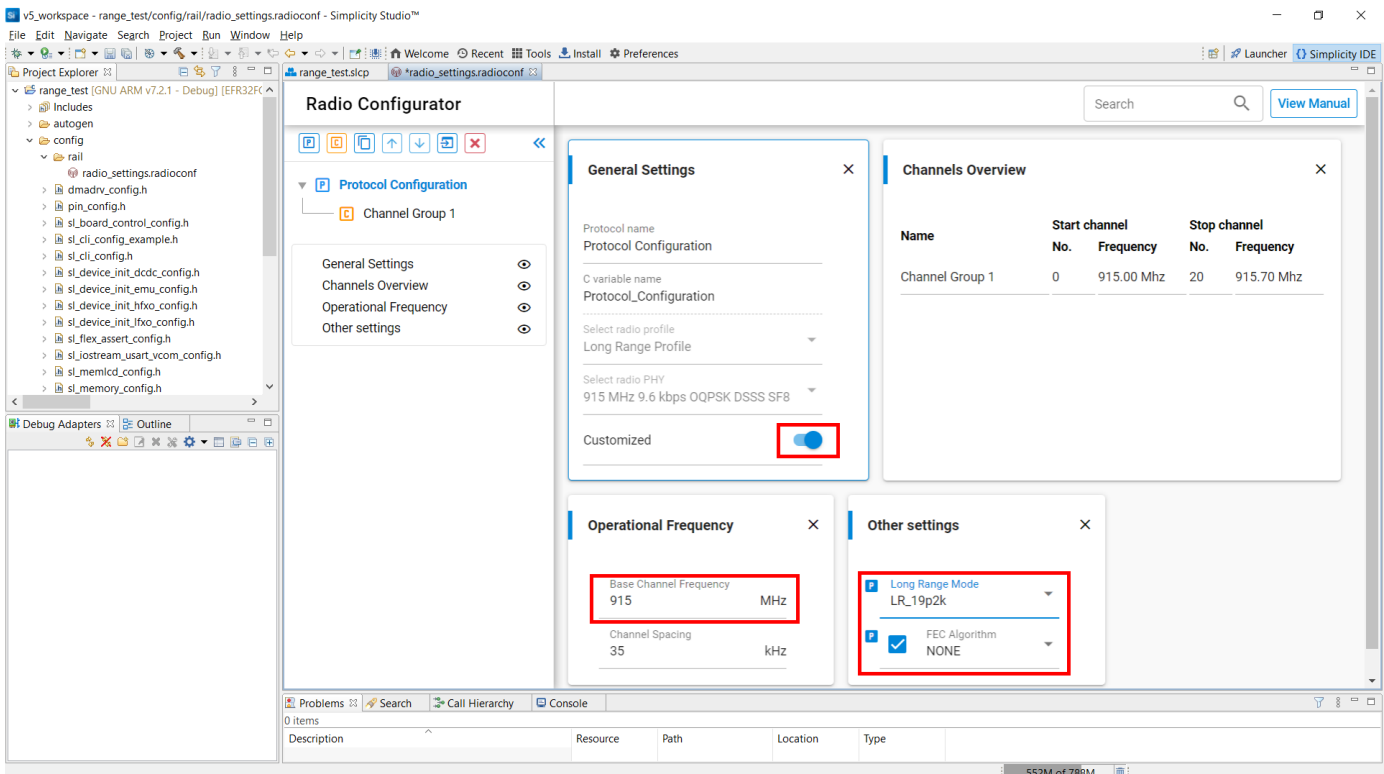 v5_workspace - range_test/config/rail/radio_settings.radioconf - Simplicity Studio™
File Edit Navigate Search Project Run Window Help
Welcome Recent Tools Install Preferences
Launcher {} Simplicity IDE
Project Explorer
range_test [GNU ARM v7.2.1 - Debug] [EFR32F
Includes
autogen
config
rail
radio_settings.radioconf
dmadrv_config.h
pin_config.h
sl_board_control_config.h
sl_cli_config_example.h
sl_cli_config.h
sl_device_init_dcdc_config.h
sl_device_init_emu_config.h
sl_device_init_hfxo_config.h
sl_device_init_lfxo_config.h
sl_flex_assert_config.h
sl_iostream_usart_vcom_config.h
sl_memlcd_config.h
sl_memory_config.h
Debug Adapters Outline
range_test.slcp *radio_settings.radioconf
Radio Configurator
Search
View Manual
P Protocol Configuration
C Channel Group 1
General Settings
Channels Overview
Operational Frequency
Other settings
General Settings
Protocol name
Protocol Configuration
C variable name
Protocol_Configuration
Select radio profile
Long Range Profile
Select radio PHY
915 MHz 9.6 kbps OQPSK DSSS SF8
Customized
Channels Overview
Start channel Stop channel
Name No. Frequency No. Frequency
Channel Group 1 0 915.00 Mhz 20 915.70 Mhz
Operational Frequency
Base Channel Frequency
915 MHz
Channel Spacing
35 kHz
Other settings
P Long Range Mode
LR_19p2k
P FEC Algorithm
NONE
Problems Search Call Hierarchy Console
0 items
Description Resource Path Location Type
552M of 788M